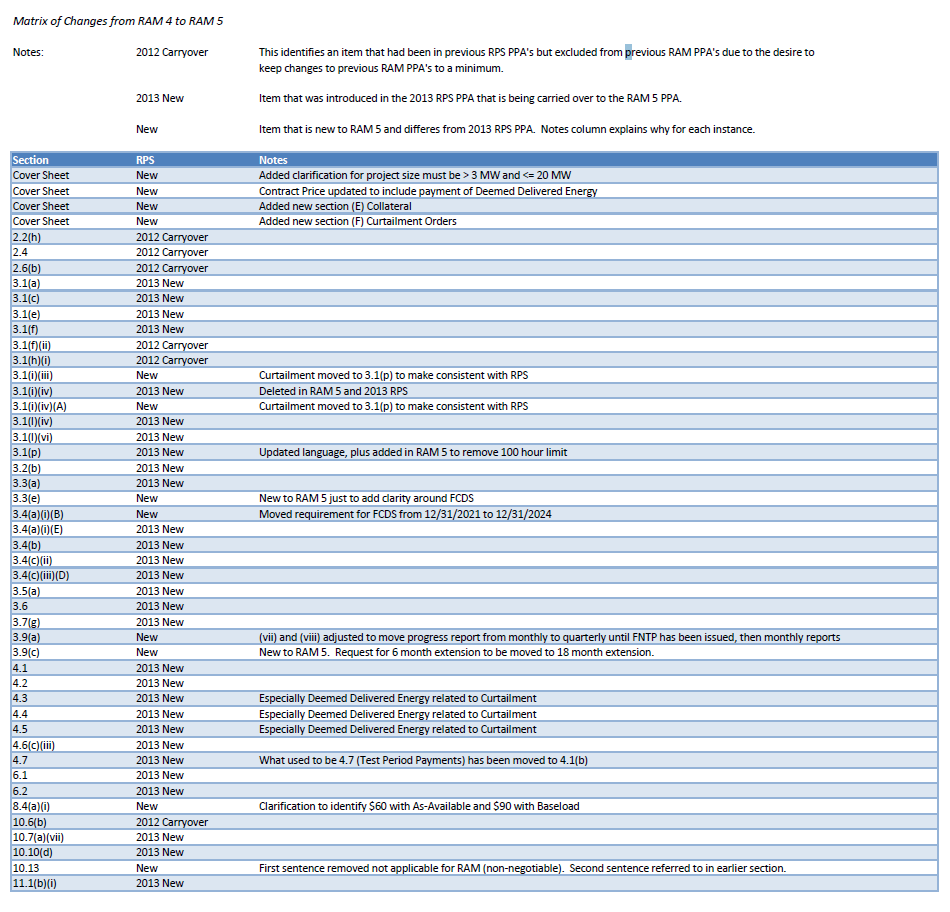 Matrix of Changes from RAM 4 to RAM 5
Notes: 2012 Carryover This identifies an item that had been in previous RPS PPA's but excluded from previous RAM PPA's due to the desire to
keep changes to previous RAM PPA's to a minimum.
2013 New Item that was introduced in the 2013 RPS PPA that is being carried over to the RAM 5 PPA.
New Item that is new to RAM 5 and differes from 2013 RPS PPA. Notes column explains why for each instance.
Section RPS Notes
Cover Sheet New Added clarification for project size must be > 3 MW and <= 20 MW
Cover Sheet New Contract Price updated to include payment of Deemed Delivered Energy
Cover Sheet New Added new section (E) Collateral
Cover Sheet New Added new section (F) Curtailment Orders
2.2(h) 2012 Carryover
2.4 2012 Carryover
2.6(b) 2012 Carryover
3.1(a) 2013 New
3.1(c) 2013 New
3.1(e) 2013 New
3.1(f) 2013 New
3.1(f)(ii) 2012 Carryover
3.1(h)(i) 2012 Carryover
3.1(i)(iii) New Curtailment moved to 3.1(p) to make consistent with RPS
3.1(i)(iv) 2013 New Deleted in RAM 5 and 2013 RPS
3.1(i)(iv)(A) New Curtailment moved to 3.1(p) to make consistent with RPS
3.1(l)(iv) 2013 New
3.1(l)(vi) 2013 New
3.1(p) 2013 New Updated language, plus added in RAM 5 to remove 100 hour limit
3.2(b) 2013 New
3.3(a) 2013 New
3.3(e) New New to RAM 5 just to add clarity around FCDS
3.4(a)(i)(B) New Moved requirement for FCDS from 12/31/2021 to 12/31/2024
3.4(a)(i)(E) 2013 New
3.4(b) 2013 New
3.4(c)(ii) 2013 New
3.4(c)(iii)(D) 2013 New
3.5(a) 2013 New
3.6 2013 New
3.7(g) 2013 New
3.9(a) New (vii) and (viii) adjusted to move progress report from monthly to quarterly until FNTP has been issued, then monthly reports
3.9(c) New New to RAM 5. Request for 6 month extension to be moved to 18 month extension.
4.1 2013 New
4.2 2013 New
4.3 2013 New Especially Deemed Delivered Energy related to Curtailment
4.4 2013 New Especially Deemed Delivered Energy related to Curtailment
4.5 2013 New Especially Deemed Delivered Energy related to Curtailment
4.6(c)(iii) 2013 New
4.7 2013 New What used to be 4.7 (Test Period Payments) has been moved to 4.1(b)
6.1 2013 New
6.2 2013 New
8.4(a)(i) New Clarification to identify $60 with As-Available and $90 with Baseload
10.6(b) 2012 Carryover
10.7(a)(vii) 2013 New
10.10(d) 2013 New
10.13 New First sentence removed not applicable for RAM (non-negotiable). Second sentence referred to in earlier section.
11.1(b)(i) 2013 New